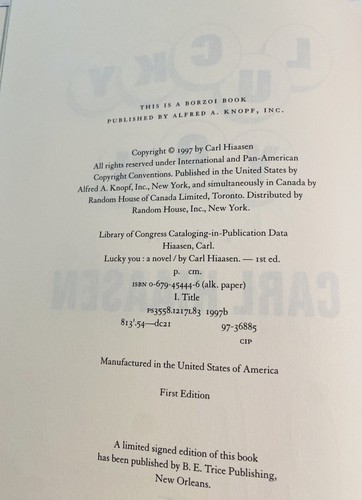 THIS IS A BORZOI BOOK
PUBLISHED BY ALFRED A. KNOPF, INC.
Copyright © 1997 by Carl Hiaasen
All rights reserved under International and Pan-American
Copyright Conventions. Published in the United States by
Alfred A. Knopf, Inc., New York, and simultaneously in Canada by
Random House of Canada Limited, Toronto. Distributed by
Random House, Inc., New York.
Library of Congress Cataloging-in-Publication Data
Hiaasen, Carl.
Lucky you : a novel / by Carl Hiaasen. — 1st ed.
p. cm.
ISBN 0-679-45444-6 (alk. paper)
I. Title
PS3558.I217L83 1997b
813'.54—dc21 97-36885
CIP
Manufactured in the United States of America
First Edition
A limited signed edition of this book
has been published by B. E. Trice Publishing,
New Orleans.
LUCKY
CARL HIAASEN